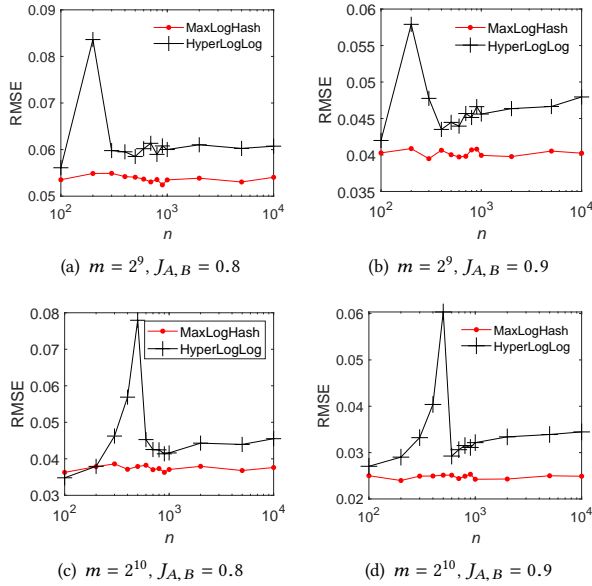 0.09
0.08
0.07
0.06
0.05
RMSE
MaxLogHash
HyperLogLog
10^2
10^3
10^4
n
(a) m = 2^9, J_{A,B} = 0.8
0.06
0.055
0.05
0.045
0.04
0.035
RMSE
MaxLogHash
HyperLogLog
10^2
10^3
10^4
n
(b) m = 2^9, J_{A,B} = 0.9
0.08
0.07
0.06
0.05
0.04
0.03
RMSE
MaxLogHash
HyperLogLog
10^2
10^3
10^4
n
(c) m = 2^{10}, J_{A,B} = 0.8
0.06
0.05
0.04
0.03
0.02
RMSE
MaxLogHash
HyperLogLog
10^2
10^3
10^4
n
(d) m = 2^{10}, J_{A,B} = 0.9